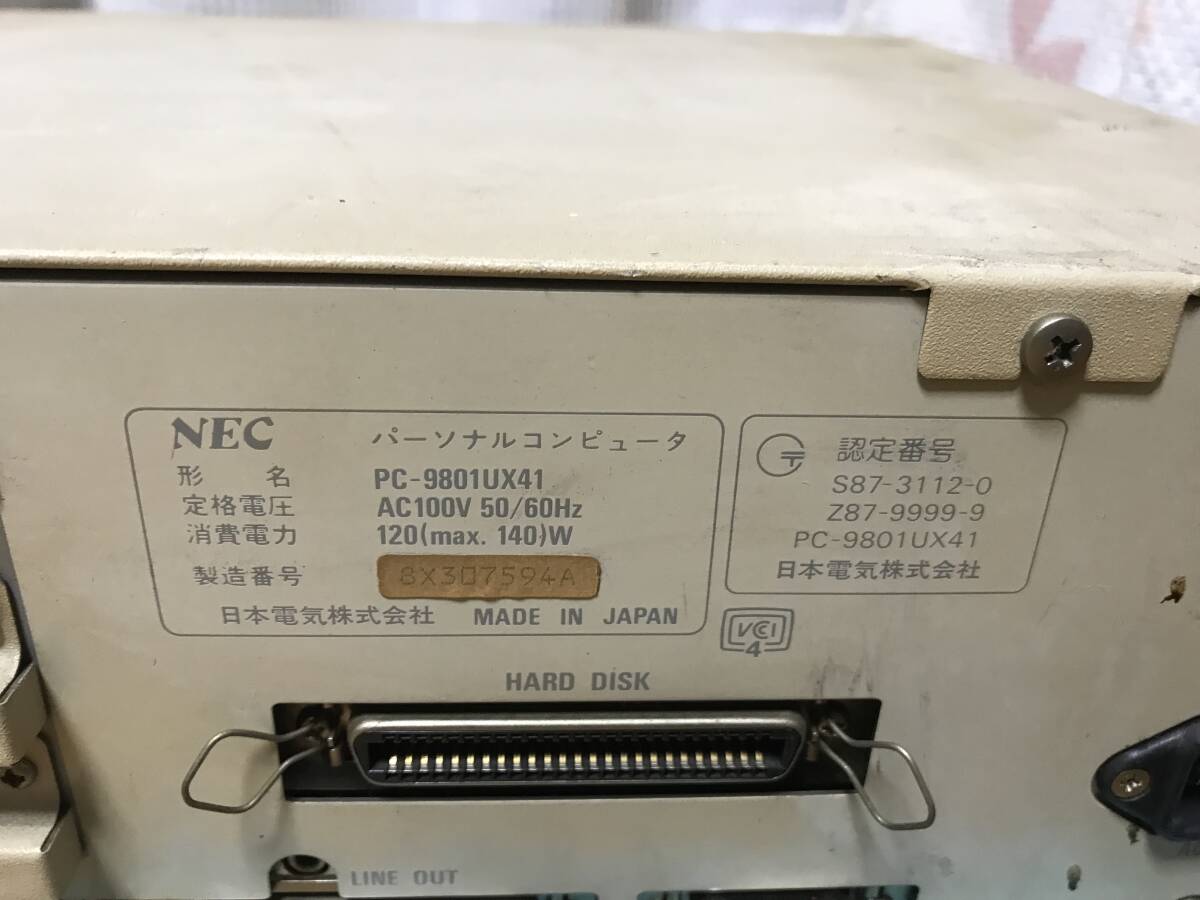 NEC パーソナルコンピュータ
形 名 PC-9801UX41
定格電圧 AC100V 50/60Hz
消費電力 120(max. 140)W
製造番号 8X307594A
日本電気株式会社 MADE IN JAPAN
認定番号
S87-3112-0
Z87-9999-9
PC-9801UX41
日本電気株式会社
VCCI
4
HARD DISK
LINE OUT